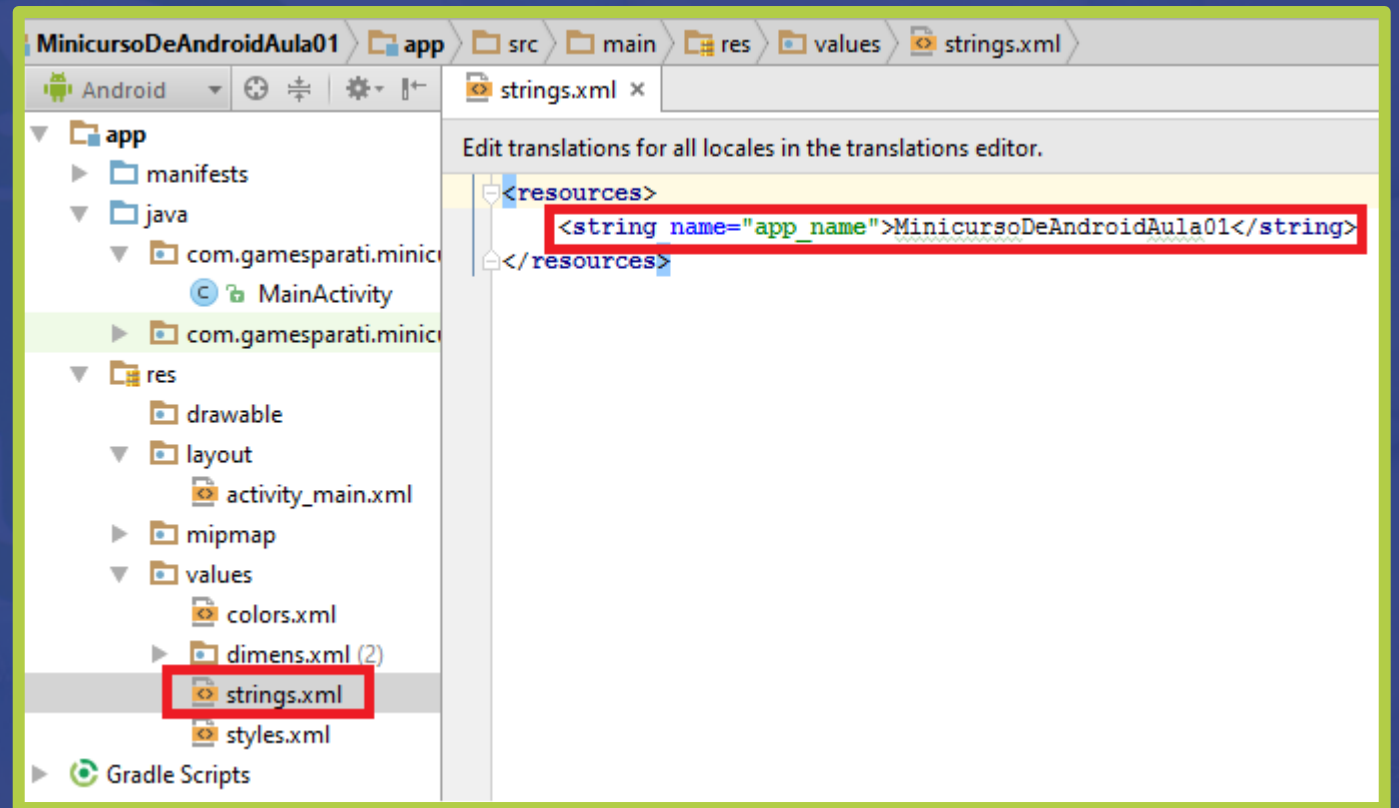 MinicursoDeAndroidAula01 app src main res values strings.xml
Android
strings.xml
app
manifests
java
com.gamesparati.minic
MainActivity
com.gamesparati.minic
res
drawable
layout
activity_main.xml
mipmap
values
colors.xml
dimens.xml (2)
strings.xml
styles.xml
Gradle Scripts
Edit translations for all locales in the translations editor.
<resources>
<string name="app_name">MinicursoDeAndroidAula01</string>
</resources>